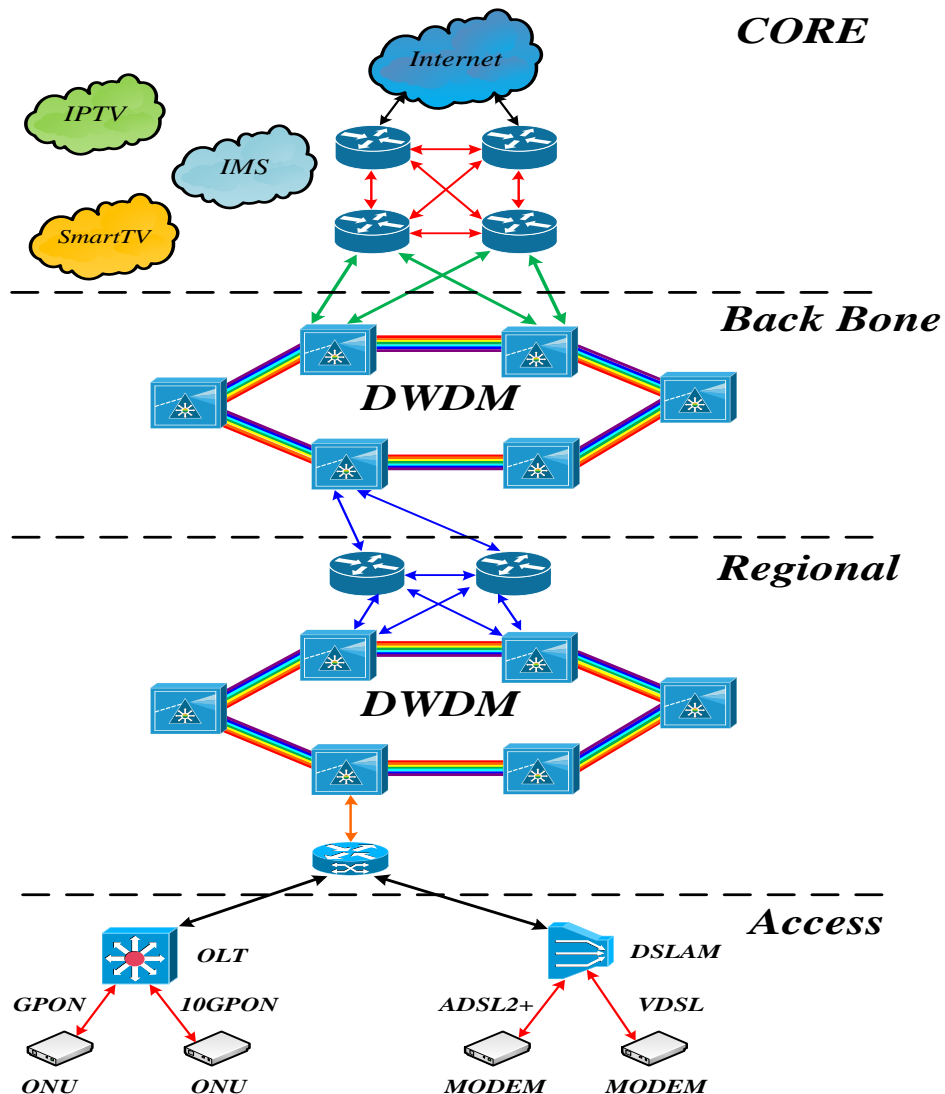 CORE
Internet
IPTV
IMS
SmartTV
Back Bone
DWDM
Regional
DWDM
Access
OLT
DSLAM
GPON
10GPON
ADSL2+
VDSL
ONU
ONU
MODEM
MODEM